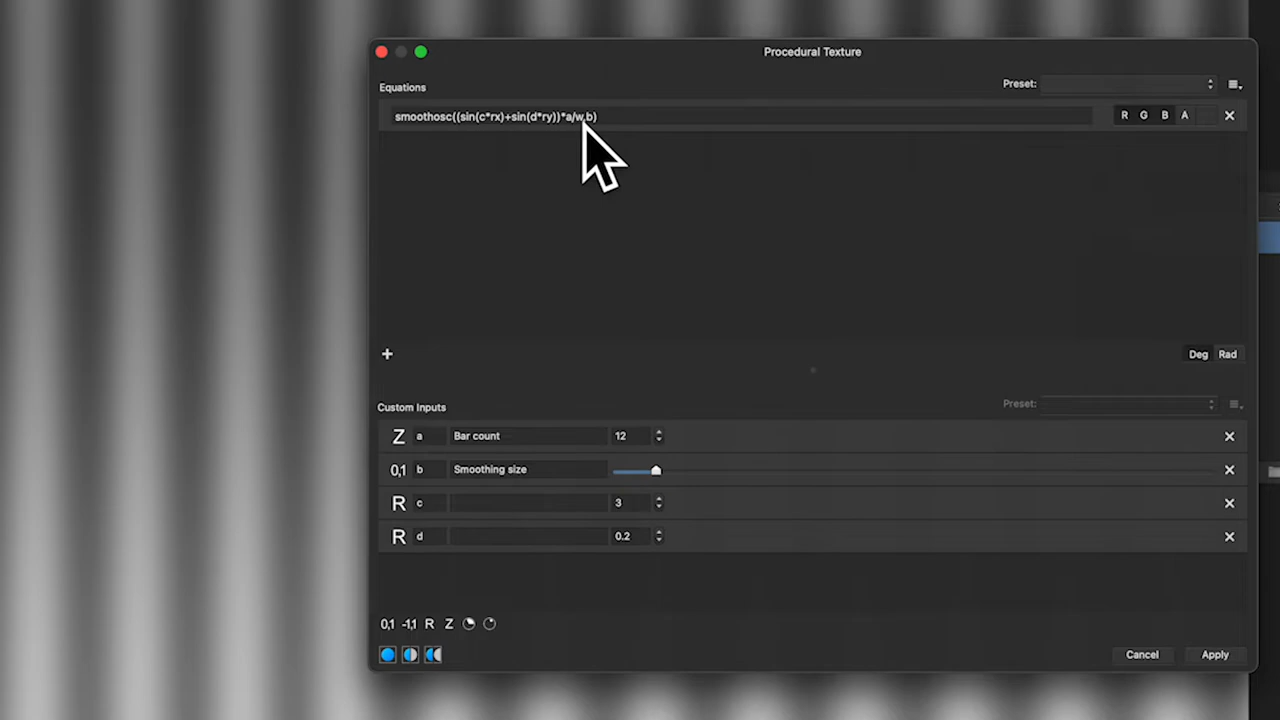 Procedural Texture
Equations
Preset:
smoothosc((sin(c*rx)+sin(d*ry))*a/w,b)
R G B A
Deg Rad
Custom Inputs
Preset:
Z a Bar count 12
0,1 b Smoothing size
R c 3
R d 0.2
0,1 -1,1 R Z
Cancel Apply